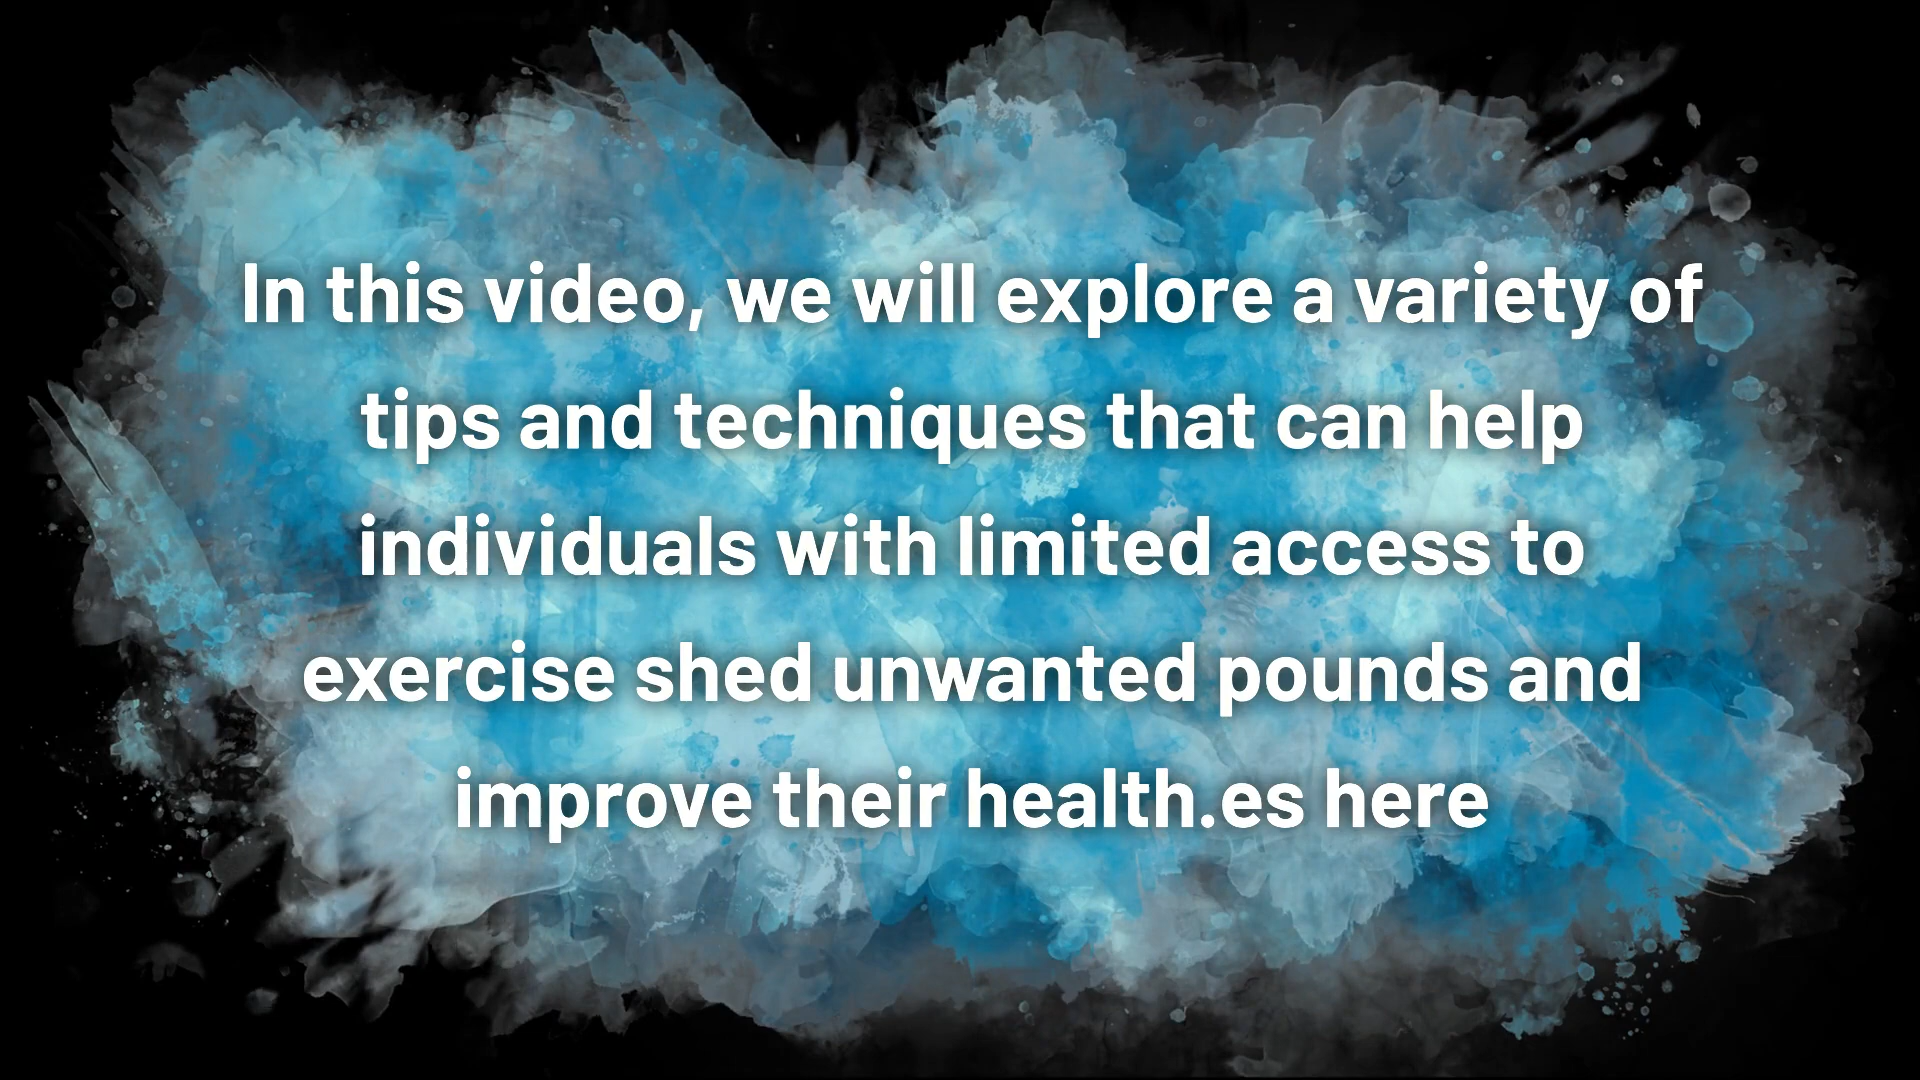 In this video, we will explore a variety of
tips and techniques that can help
individuals with limited access to
exercise shed unwanted pounds and
improve their health.es here